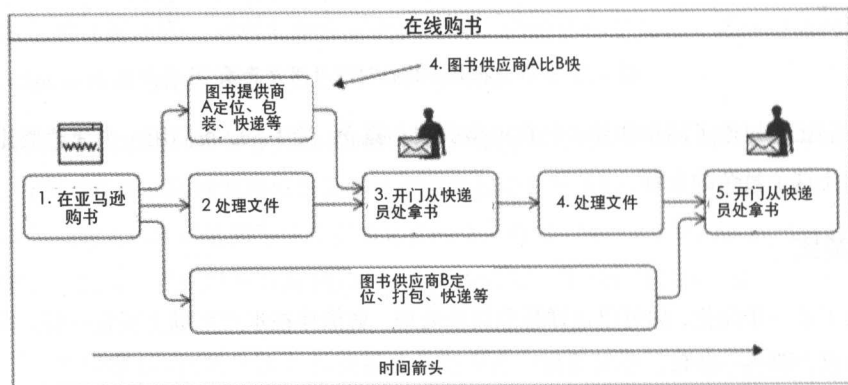 在线购书
4. 图书供应商A比B快
图书提供商
A定位、包
装、快递等
www.
1. 在亚马逊
购书
2 处理文件
3. 开门从快递
员处拿书
4. 处理文件
5. 开门从快递
员处拿书
图书供应商B定
位、打包、快递等
时间箭头